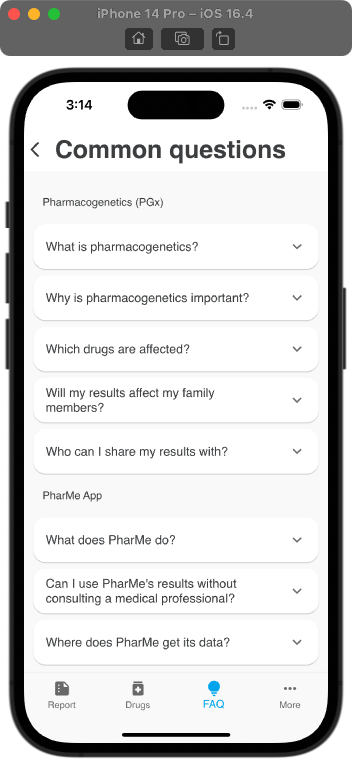 iPhone 14 Pro – iOS 16.4
3:14
Common questions
Pharmacogenetics (PGx)
What is pharmacogenetics?
Why is pharmacogenetics important?
Which drugs are affected?
Will my results affect my family
members?
Who can I share my results with?
PharMe App
What does PharMe do?
Can I use PharMe's results without
consulting a medical professional?
Where does PharMe get its data?
Report
Drugs
FAQ
More